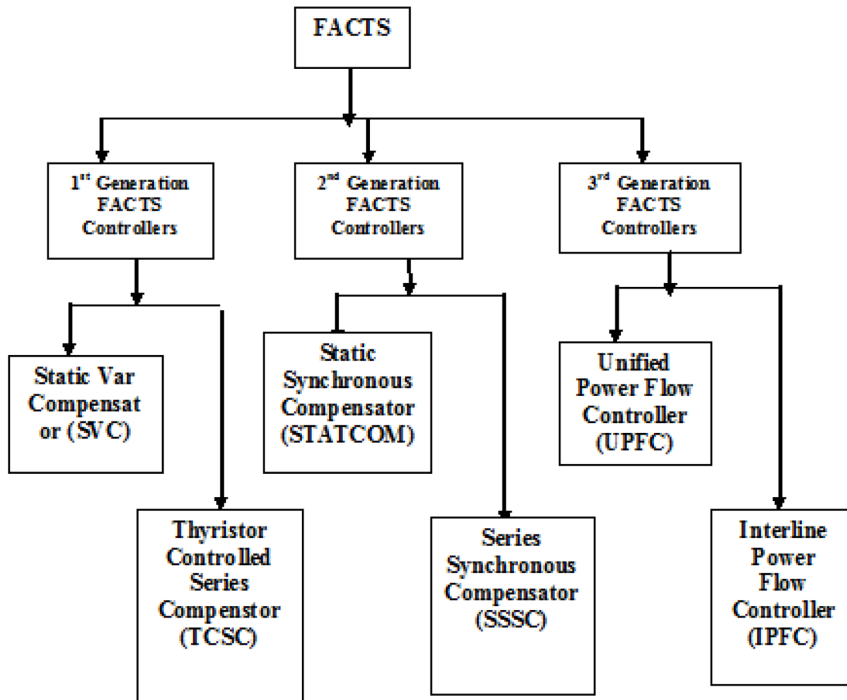 FACTS
1st Generation
FACTS
Controllers
2nd Generation
FACTS
Controllers
3rd Generation
FACTS
Controllers
Static Var
Compensat
or (SVC)
Static
Synchronous
Compensator
(STATCOM)
Unified
Power Flow
Controller
(UPFC)
Thyristor
Controlled
Series
Compenstor
(TCSC)
Series
Synchronous
Compensator
(SSSC)
Interline
Power
Flow
Controller
(IPFC)